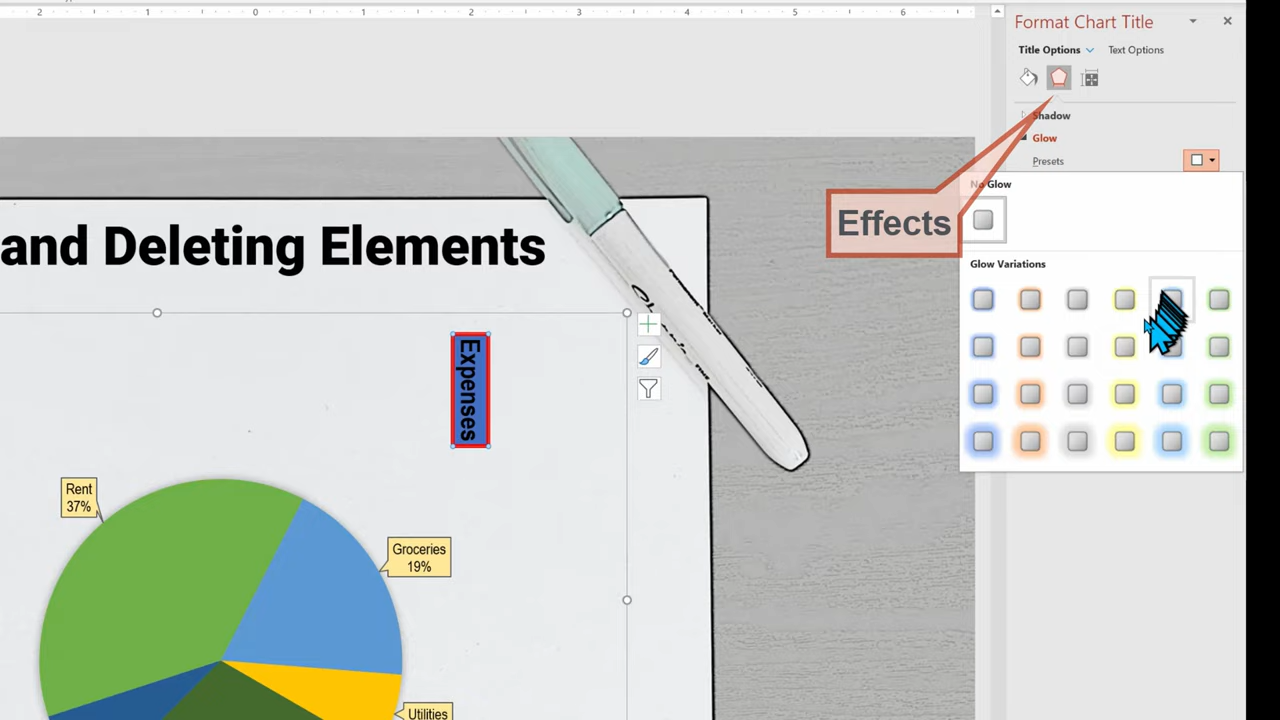 2 1 0 1 2 3 4 5 6
Format Chart Title
Title Options Text Options
Shadow
Glow
Presets
No Glow
Effects
Glow Variations
and Deleting Elements
Expenses
Rent
37%
Groceries
19%
Utilities